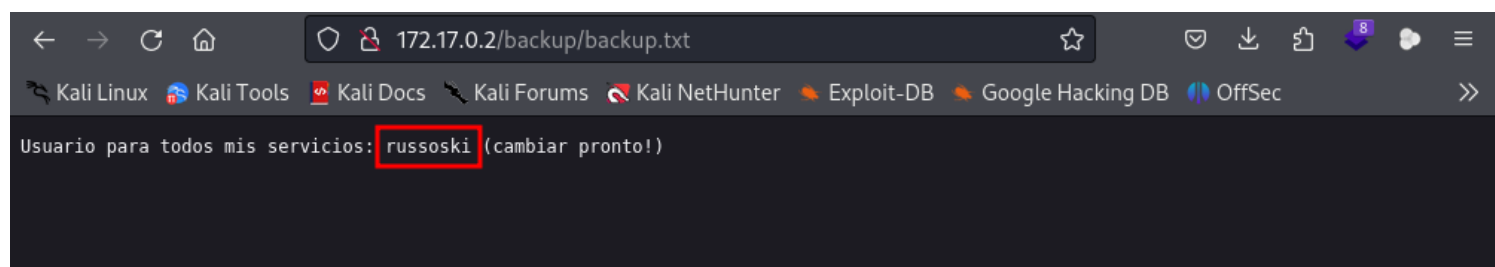 172.17.0.2/backup/backup.txt
8
Kali Linux Kali Tools Kali Docs Kali Forums Kali NetHunter Exploit-DB Google Hacking DB OffSec
Usuario para todos mis servicios: russoski (cambiar pronto!)